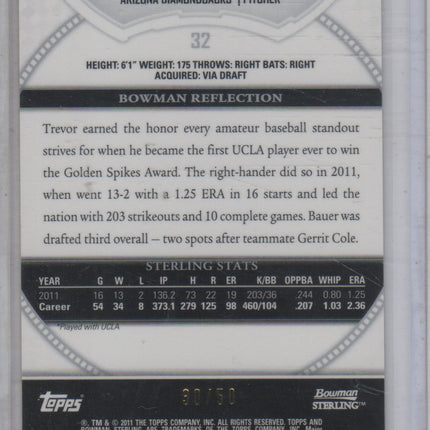 ARIZONA DIAMONDBACKS | PITCHER
32
HEIGHT: 6'1" WEIGHT: 175 THROWS: RIGHT BATS: RIGHT
ACQUIRED: VIA DRAFT
BOWMAN REFLECTION
Trevor earned the honor every amateur baseball standout
strives for when he became the first UCLA player ever to win
the Golden Spikes Award. The right-hander did so in 2011,
when went 13-2 with a 1.25 ERA in 16 starts and led the
nation with 203 strikeouts and 10 complete games. Bauer was
drafted third overall – two spots after teammate Gerrit Cole.
STERLING STATS
YEAR G W L IP H R ER K/BB OPPBA WHIP ERA
2011 16 13 2 136.2 73 22 19 203/36 .244 0.80 1.25
Career 54 34 8 373.1 279 125 98 460/104 .207 1.03 2.36
*Played with UCLA
30/50
Topps
Bowman
STERLING™
®, TM & © 2011 THE TOPPS COMPANY, INC. ALL RIGHTS RESERVED. TOPPS AND
BOWMAN STERLING ARE TRADEMARKS OF THE TOPPS COMPANY, INC. Major